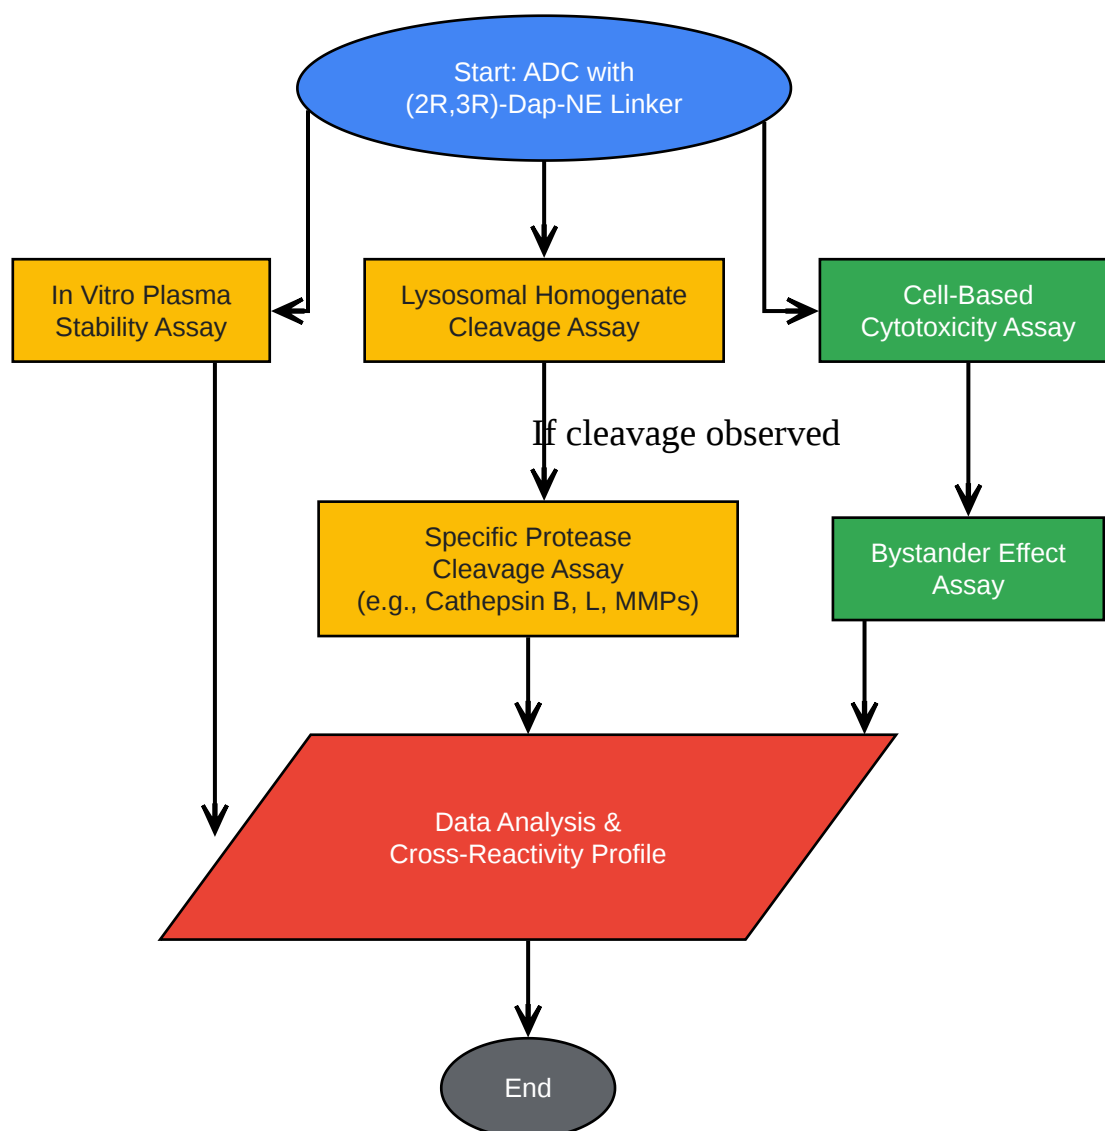 Start: ADC with
(2R,3R)-Dap-NE Linker
In Vitro Plasma
Stability Assay
Lysosomal Homogenate
Cleavage Assay
Cell-Based
Cytotoxicity Assay
If cleavage observed
Specific Protease
Cleavage Assay
(e.g., Cathepsin B, L, MMPs)
Bystander Effect
Assay
Data Analysis &
Cross-Reactivity Profile
End